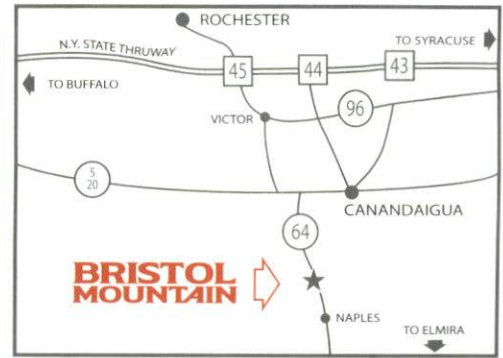 ROCHESTER
N.Y. STATE THRUWAY
TO SYRACUSE
45
44
43
TO BUFFALO
VICTOR
96
5
20
CANANDAIGUA
64
BRISTOL
MOUNTAIN
NAPLES
TO ELMIRA